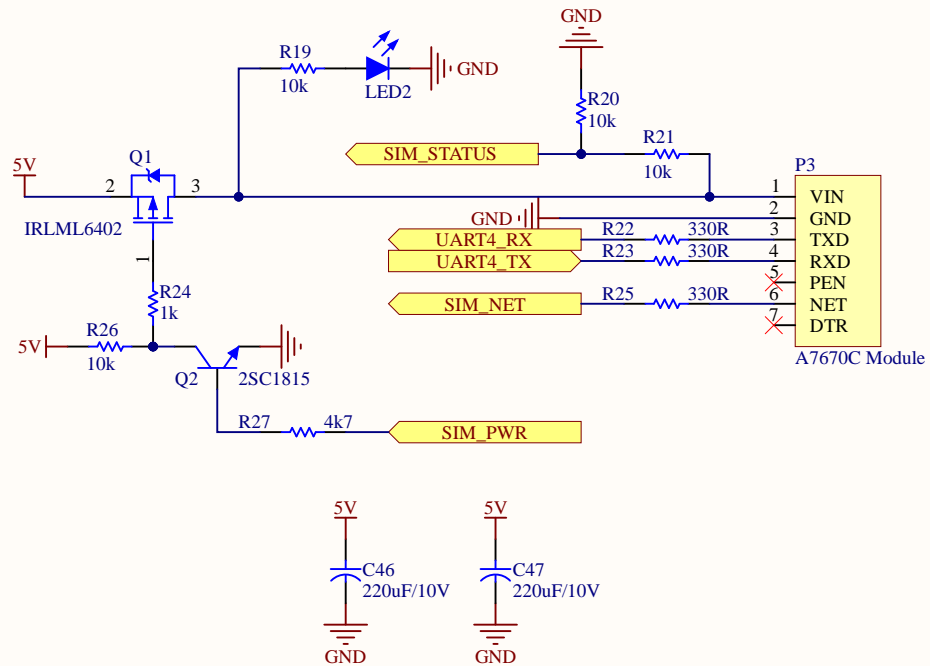 GND
R19
10k
LED2
GND
R20
10k
SIM_STATUS
R21
10k
5V
Q1
2
3
IRLML6402
1
P3
1
VIN
2
GND
GND
UART4_RX
R22
330R
3
TXD
UART4_TX
R23
330R
4
RXD
5
PEN
SIM_NET
R25
330R
6
NET
7
DTR
A7670C Module
R24
1k
5V
R26
10k
Q2
2SC1815
R27
4k7
SIM_PWR
5V
C46
220uF/10V
GND
5V
C47
220uF/10V
GND